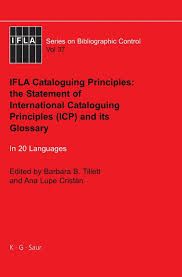 IFLA
Series on Bibliographic Control
Vol 37
IFLA Cataloguing Principles:
the Statement of
International Cataloguing
Principles (ICP) and its
Glossary
In 20 Languages
Edited by Barbara B. Tillett
and Ana Lupe Cristán
K · G · Saur